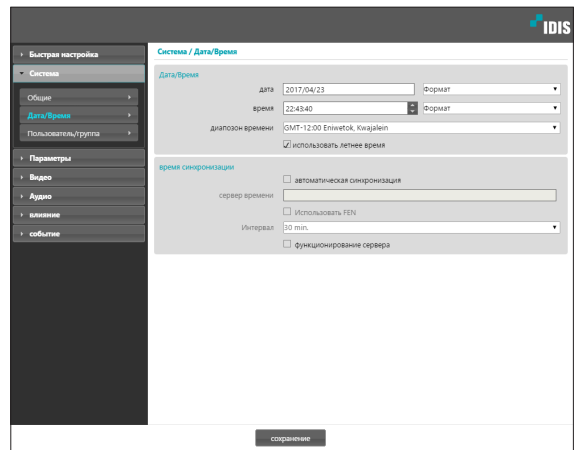 IDIS
Быстрая настройка
Система
Общие
Дата/Время
Пользователь/группа
Параметры
Видео
Аудио
влияние
событие
Система / Дата/Время
Дата/Время
дата 2017/04/23 Формат
время 22:43:40 Формат
диапозон времени GMT-12:00 Eniwetok, Kwajalein
использовать летнее время
время синхронизации
автоматическая синхронизация
сервер времени
Использовать FEN
Интервал 30 min.
функционирование сервера
сохранение